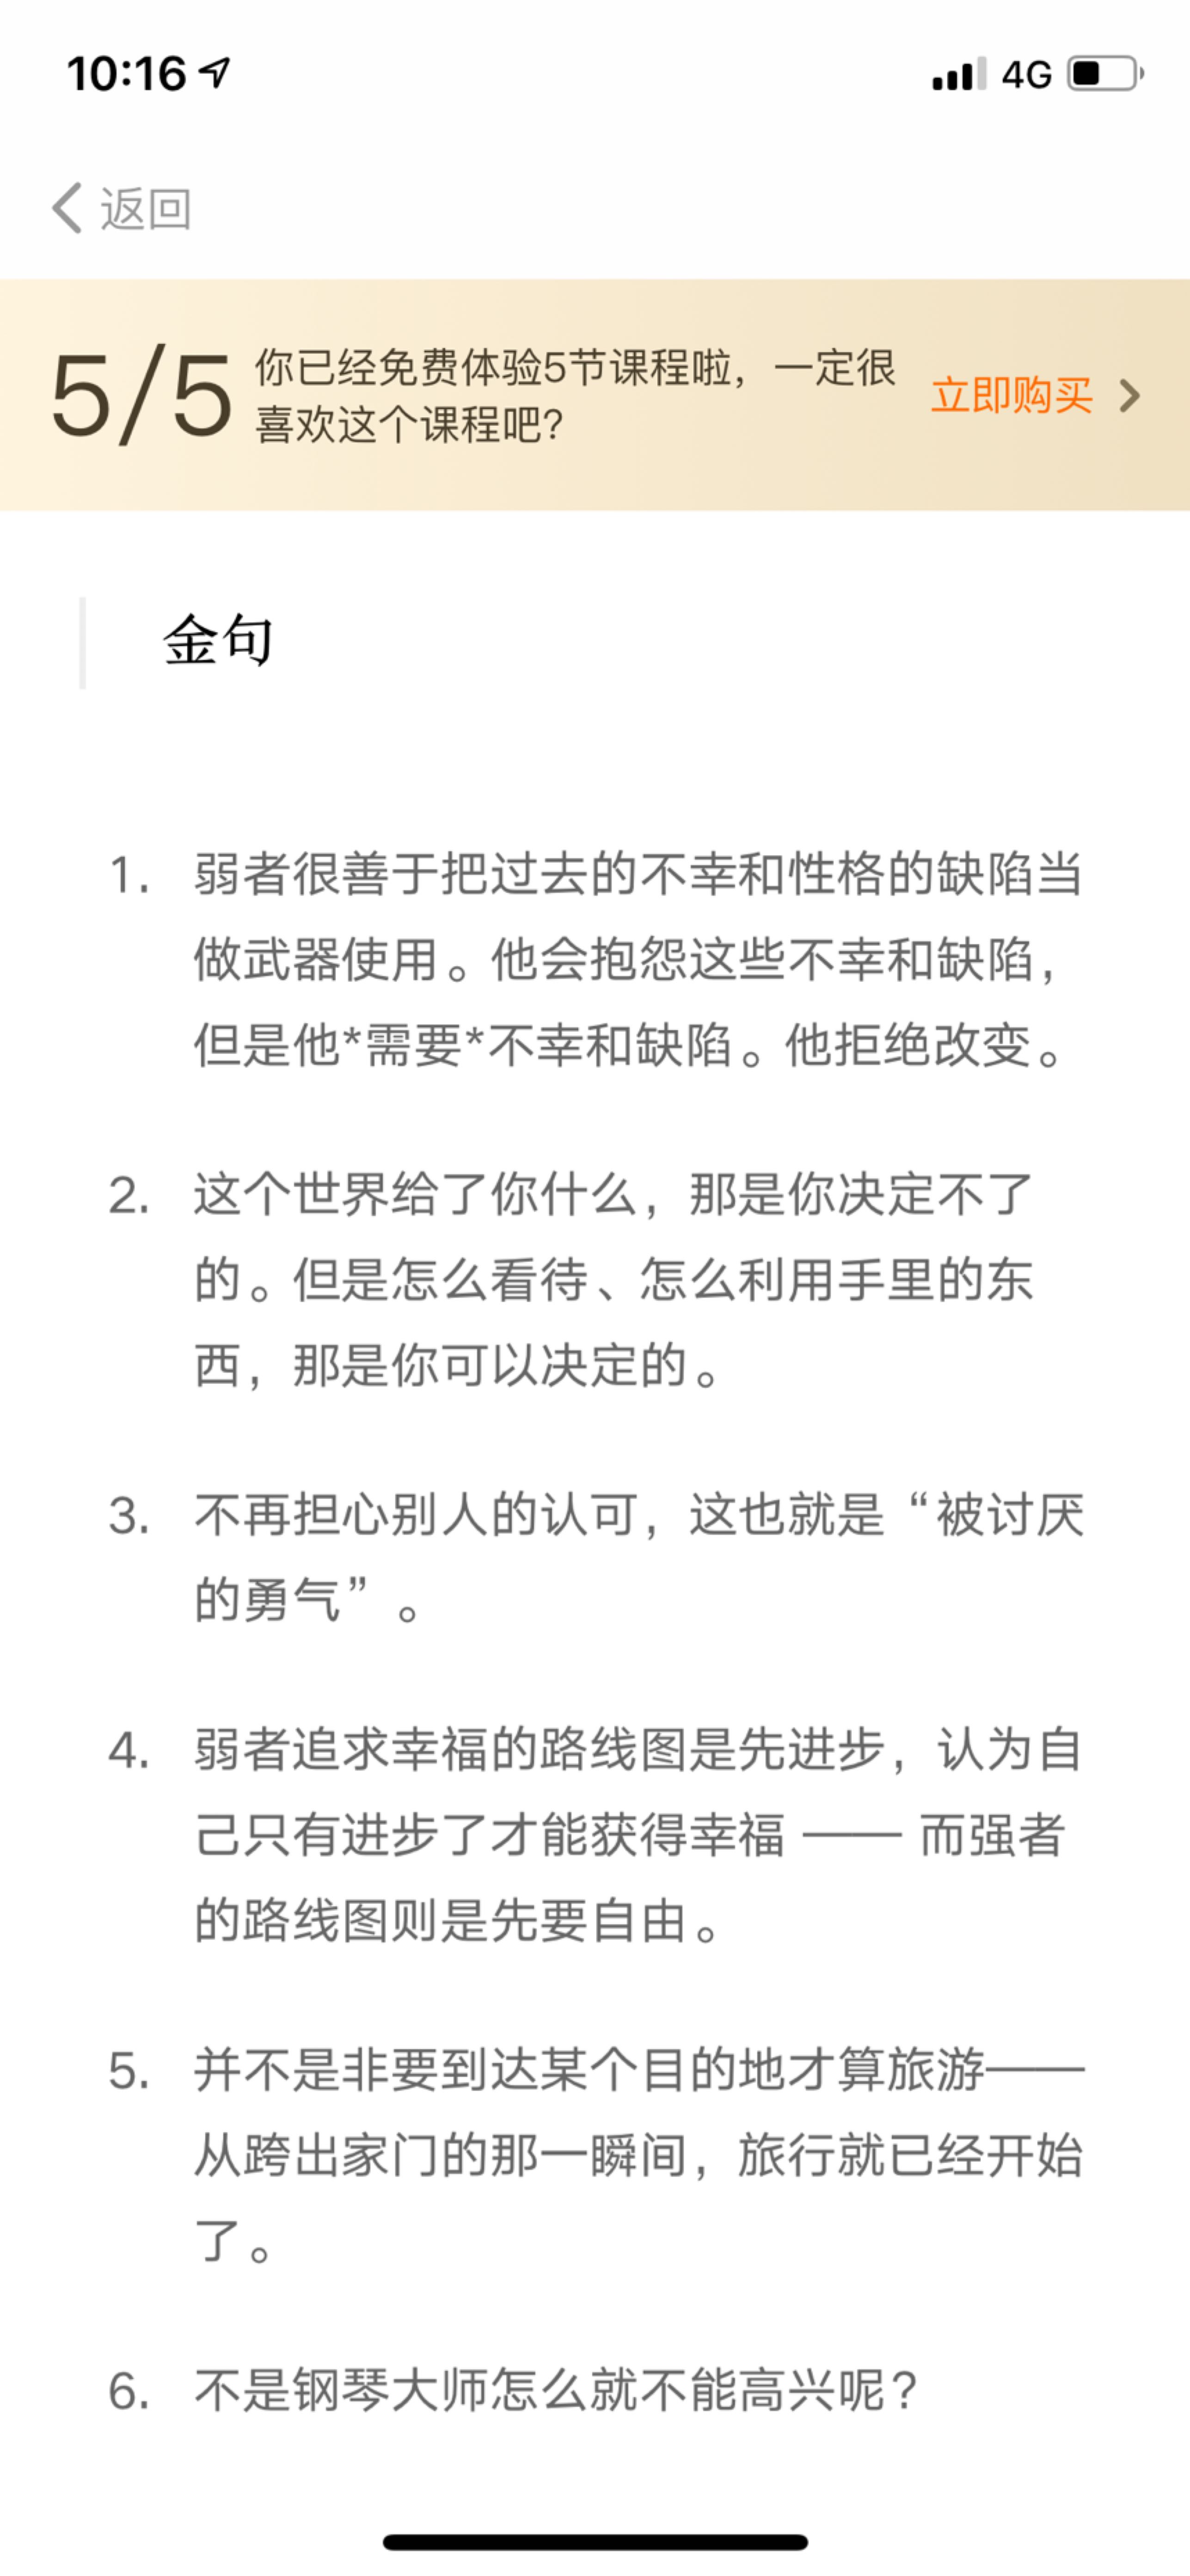 10:16 4G
返回
5/5
你已经免费体验5节课程啦，一定很
喜欢这个课程吧？
立即购买
金句
1. 弱者很善于把过去的不幸和性格的缺陷当
做武器使用。他会抱怨这些不幸和缺陷，
但是他*需要*不幸和缺陷。他拒绝改变。
2. 这个世界给了你什么，那是你决定不了
的。但是怎么看待、怎么利用手里的东
西，那是你可以决定的。
3. 不再担心别人的认可，这也就是“被讨厌
的勇气”。
4. 弱者追求幸福的路线图是先进步，认为自
己只有进步了才能获得幸福 —— 而强者
的路线图则是先要自由。
5. 并不是非要到达某个目的地才算旅游——
从跨出家门的那一瞬间，旅行就已经开始
了。
6. 不是钢琴大师怎么就不能高兴呢？